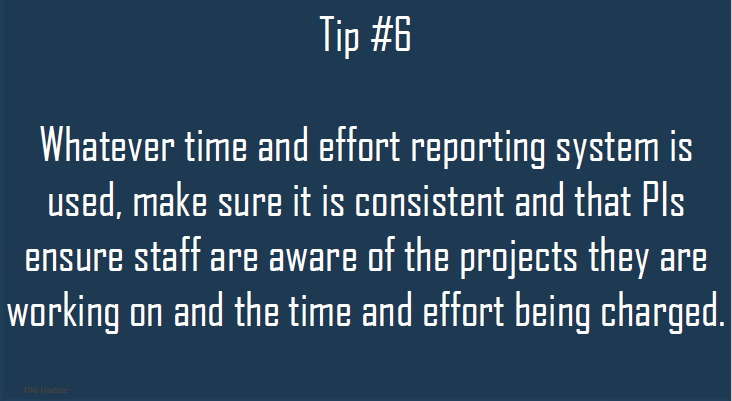 Tip #6
Whatever time and effort reporting system is
used, make sure it is consistent and that PIs
ensure staff are aware of the projects they are
working on and the time and effort being charged.